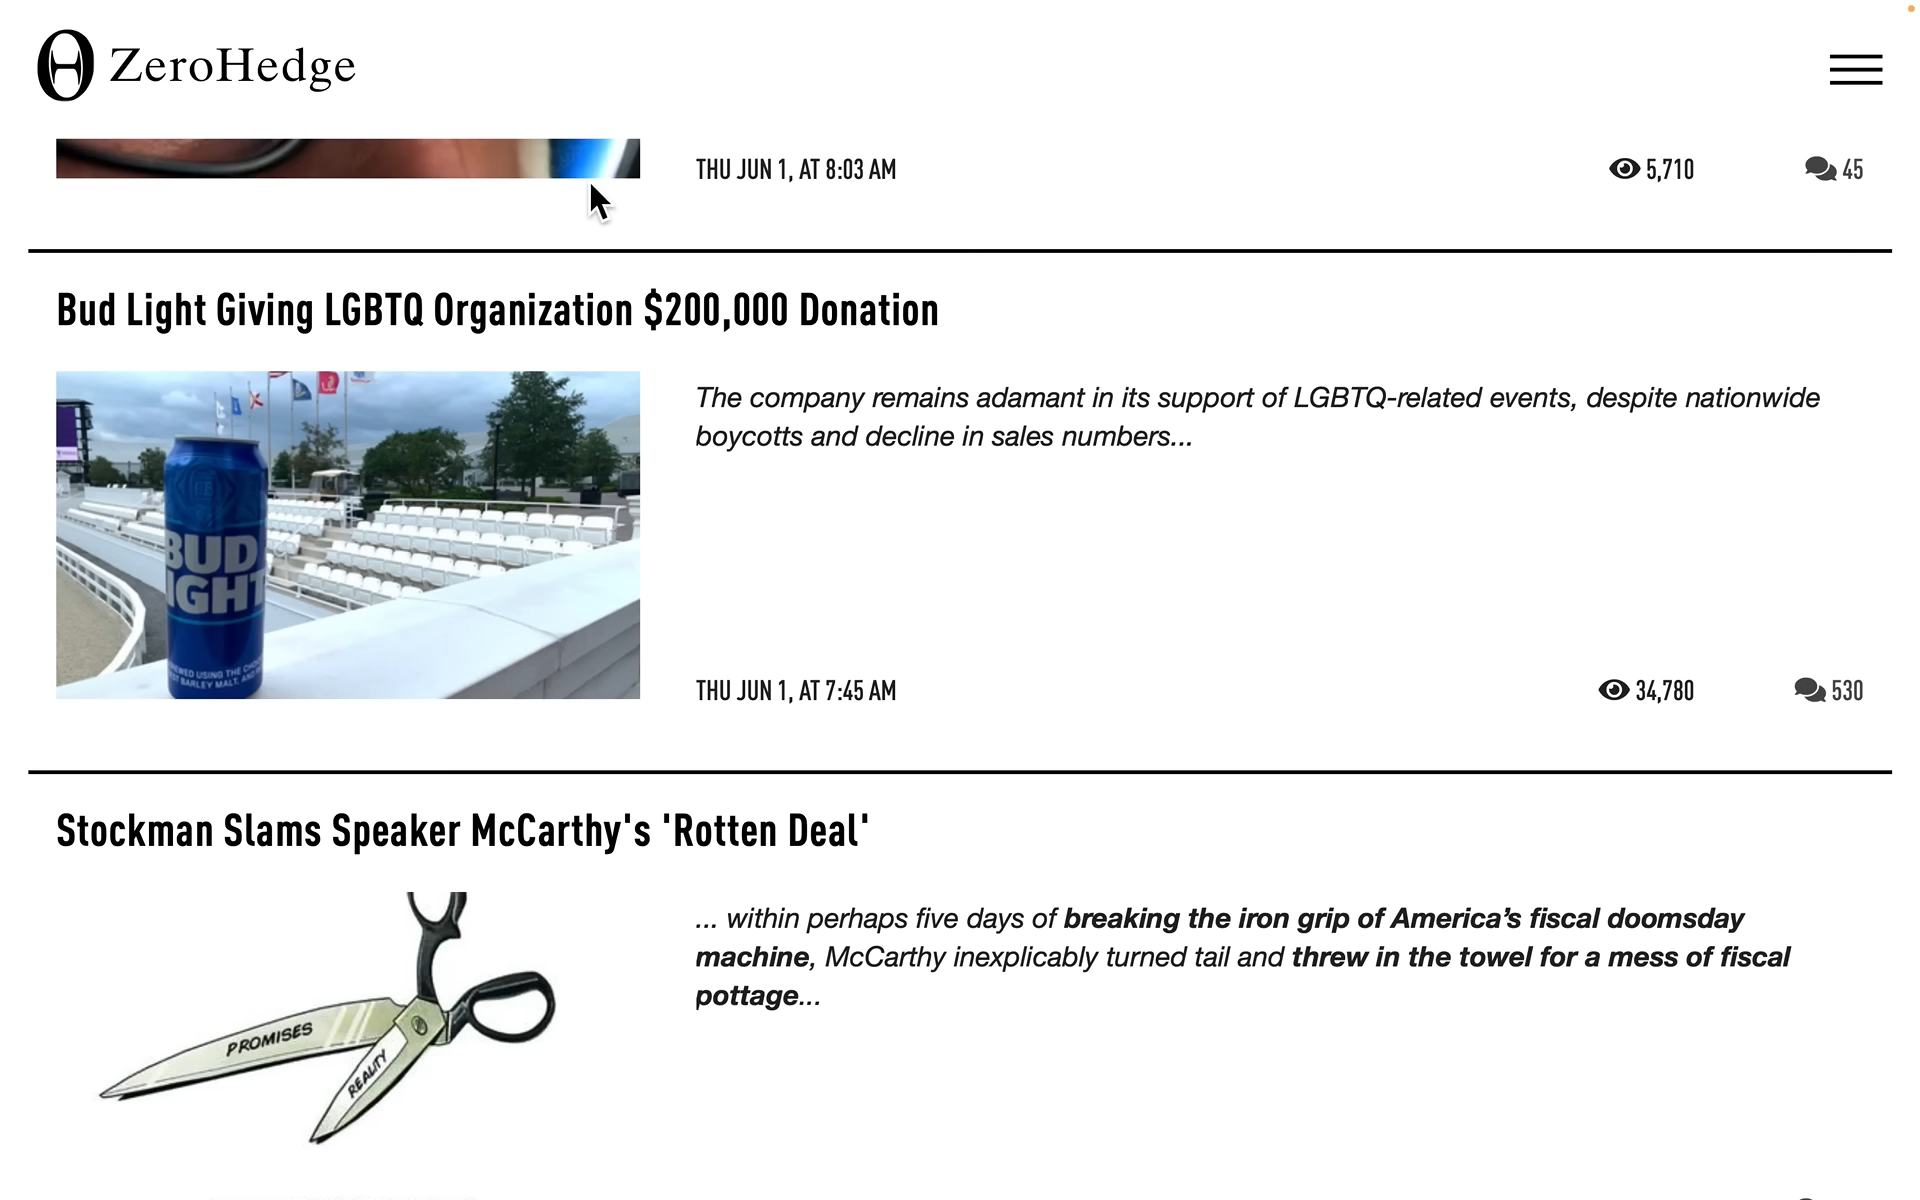 ZeroHedge
THU JUN 1, AT 8:03 AM
5,710
45
Bud Light Giving LGBTQ Organization $200,000 Donation
The company remains adamant in its support of LGBTQ-related events, despite nationwide
boycotts and decline in sales numbers...
BUD
IGHT
BREWED USING THE CHOI
ST BARLEY MALT, AND
THU JUN 1, AT 7:45 AM
34,780
530
Stockman Slams Speaker McCarthy's 'Rotten Deal'
... within perhaps five days of breaking the iron grip of America’s fiscal doomsday
machine, McCarthy inexplicably turned tail and threw in the towel for a mess of fiscal
pottage...
PROMISES
REALITY